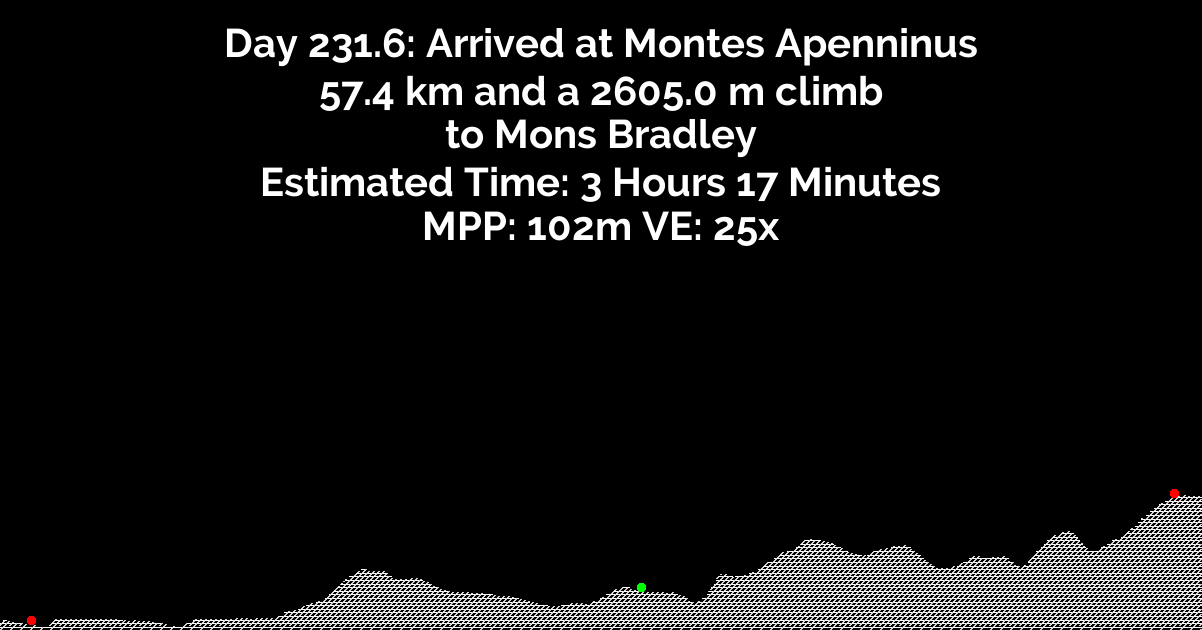 Day 231.6: Arrived at Montes Apenninus
57.4 km and a 2605.0 m climb
to Mons Bradley
Estimated Time: 3 Hours 17 Minutes
MPP: 102m VE: 25x